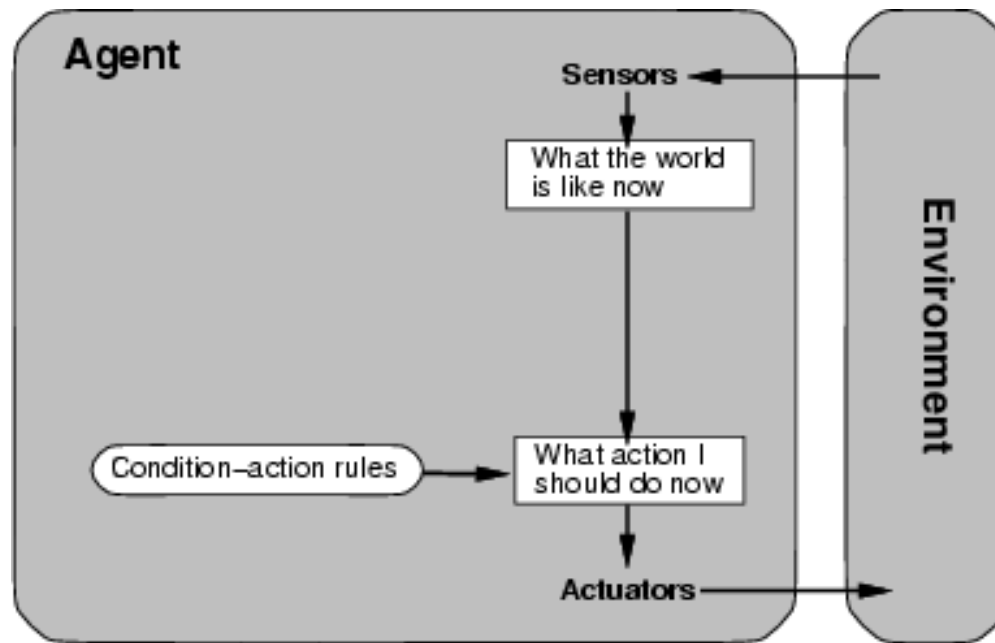 Agent
Sensors
What the world
is like now
Environment
Condition–action rules
What action I
should do now
Actuators